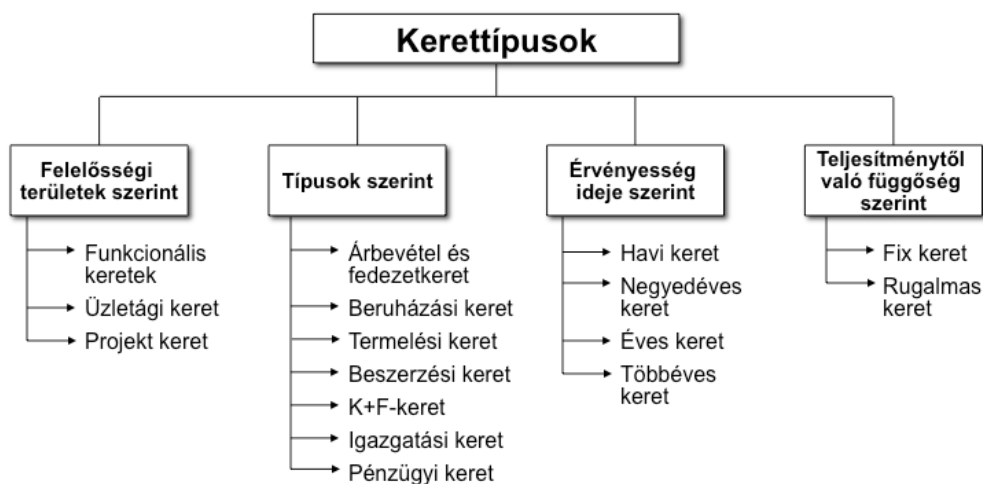 Kerettípusok
Felelősségi
területek szerint
Funkcionális
keretek
Üzletági keret
Projekt keret
Típusok szerint
Árbevétel és
fedezetkeret
Beruházási keret
Termelési keret
Beszerzési keret
K+F-keret
Igazgatási keret
Pénzügyi keret
Érvényesség
ideje szerint
Havi keret
Negyedéves
keret
Éves keret
Többéves
keret
Teljesítménytől
való függőség
szerint
Fix keret
Rugalmas
keret